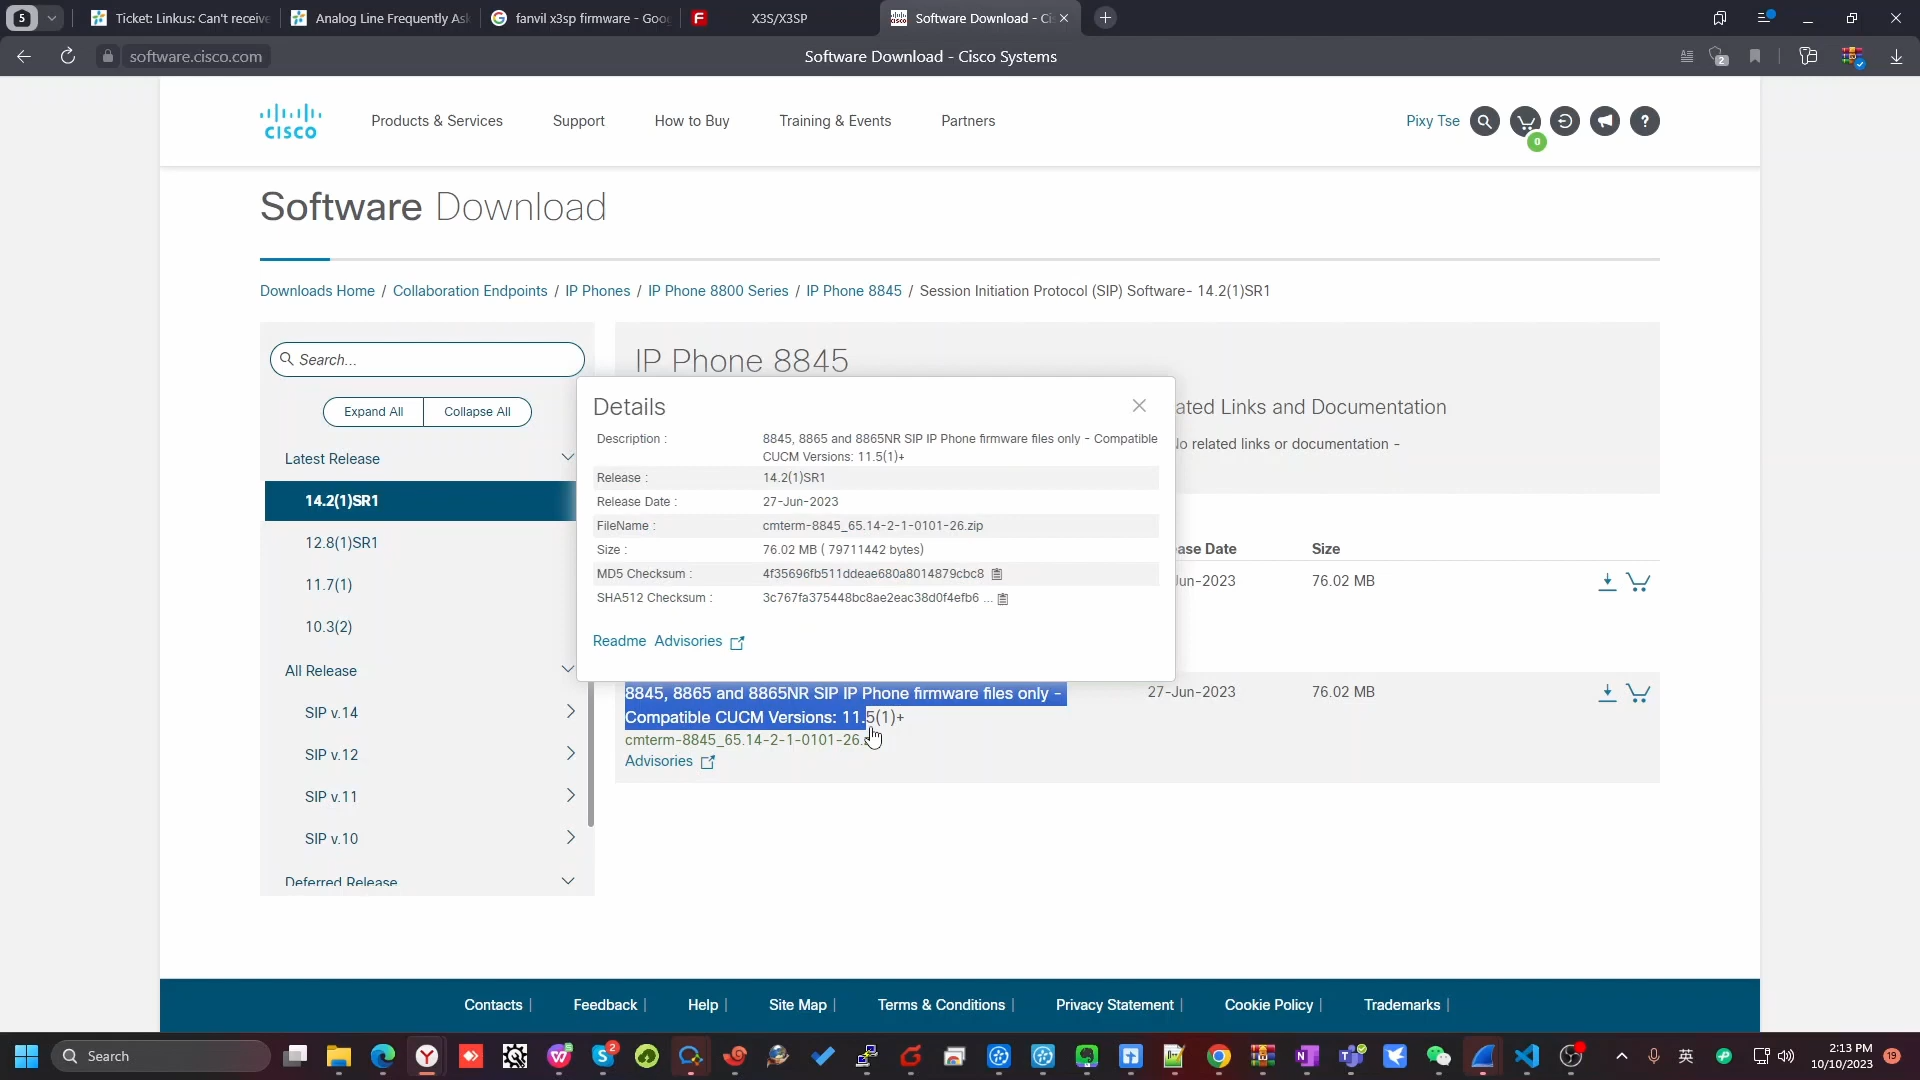 5
Ticket: Linkus: Can't receive
Analog Line Frequently Ask
fanvil x3sp firmware - Goo
X3S/X3SP
Software Download - Ci
software.cisco.com
Software Download - Cisco Systems
2
CISCO
Products & Services
Support
How to Buy
Training & Events
Partners
Pixy Tse
0
Software Download
Downloads Home / Collaboration Endpoints / IP Phones / IP Phone 8800 Series / IP Phone 8845 / Session Initiation Protocol (SIP) Software- 14.2(1)SR1
Search...
Expand All
Collapse All
Latest Release
14.2(1)SR1
12.8(1)SR1
11.7(1)
10.3(2)
All Release
SIP v.14
SIP v.12
SIP v.11
SIP v.10
Deferred Release
IP Phone 8845
ated Links and Documentation
No related links or documentation -
Details
Description :
8845, 8865 and 8865NR SIP IP Phone firmware files only - Compatible
CUCM Versions: 11.5(1)+
Release :
14.2(1)SR1
Release Date :
27-Jun-2023
FileName :
cmterm-8845_65.14-2-1-0101-26.zip
Size :
76.02 MB ( 79711442 bytes)
MD5 Checksum :
4f35696fb511ddeae680a8014879cbc8
SHA512 Checksum :
3c767fa375448bc8ae2eac38d0f4efb6 ...
Readme
Advisories
ase Date
Size
Jun-2023
76.02 MB
8845, 8865 and 8865NR SIP IP Phone firmware files only -
Compatible CUCM Versions: 11.5(1)+
cmterm-8845_65.14-2-1-0101-26.
Advisories
27-Jun-2023
76.02 MB
Contacts |
Feedback |
Help |
Site Map |
Terms & Conditions |
Privacy Statement |
Cookie Policy |
Trademarks |
Search
2
英
2:13 PM
10/10/2023
19